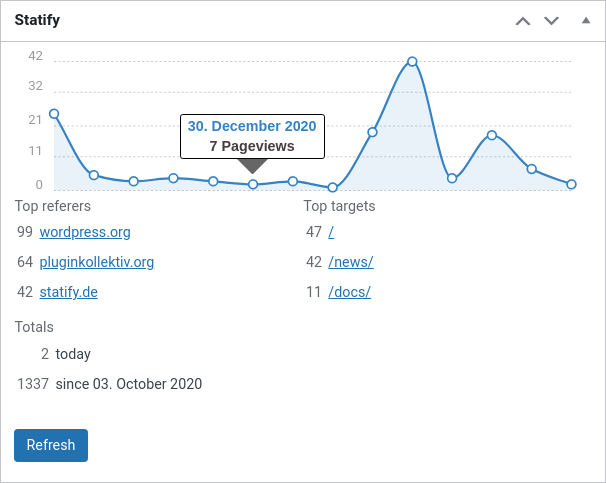 Statify
42
32
21
11
0
30. December 2020
7 Pageviews
Top referers
99 wordpress.org
64 pluginkollektiv.org
42 statify.de
Top targets
47 /
42 /news/
11 /docs/
Totals
2 today
1337 since 03. October 2020
Refresh